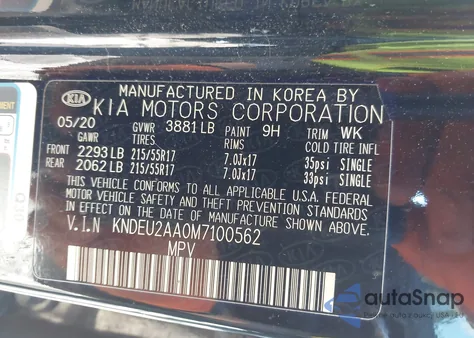 KIA
MANUFACTURED IN KOREA BY
KIA MOTORS CORPORATION
05/20 GVWR 3881LB PAINT 9H TRIM WK
GAWR TIRES RIMS COLD TIRE INFL
FRONT 2293LB 215/55R17 7.0Jx17 35psi SINGLE
REAR 2062LB 215/55R17 7.0Jx17 33psi SINGLE
THIS VEHICLE CONFORMS TO ALL APPLICABLE U.S.A. FEDERAL
MOTOR VEHICLE SAFETY, BUMPER, AND THEFT PREVENTION STANDARDS
IN EFFECT ON THE DATE OF MANUFACTURE SHOWN ABOVE.
V.I.N KNDEU2AA0M7100562
MPV
autoSnap